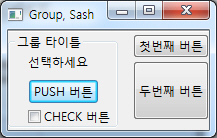 Group, Sash
그룹 타이틀
선택하세요
PUSH 버튼
CHECK 버튼
첫번째 버튼
두번째 버튼